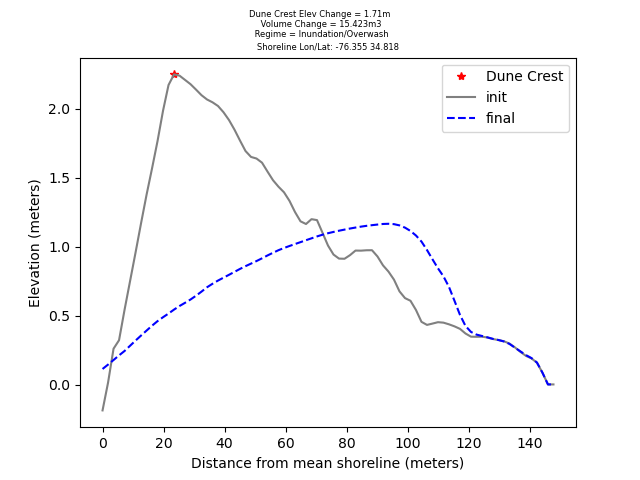 Dune Crest Elev Change = 1.71m
Volume Change = 15.423m3
Regime = Inundation/Overwash
Shoreline Lon/Lat: -76.355 34.818
Dune Crest
init
final
Elevation (meters)
2.0
1.5
1.0
0.5
0.0
0 20 40 60 80 100 120 140
Distance from mean shoreline (meters)